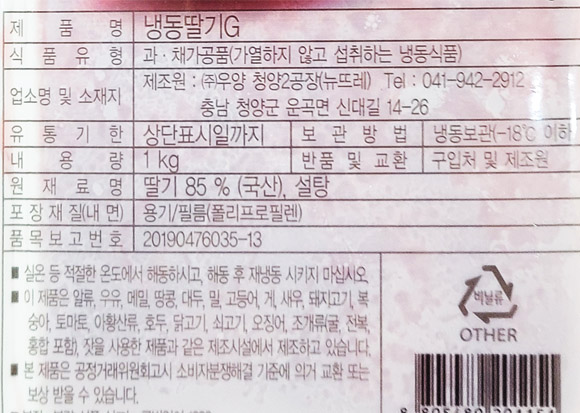 제 품 명 냉동딸기G
식 품 유 형 과·채가공품(가열하지 않고 섭취하는 냉동식품)
업소명 및 소재지 제조원 : ㈜우양 청양2공장(뉴뜨레) Tel : 041-942-2912
충남 청양군 운곡면 신대길 14-26
유 통 기 한 상단표시일까지 보 관 방 법 냉동보관(-18℃ 이하
내 용 량 1 kg 반품 및 교환 구입처 및 제조원
원 재 료 명 딸기 85 % (국산), 설탕
포장재질(내면) 용기/필름(폴리프로필렌)
품목보고번호 20190476035-13
■ 실온 등 적절한 온도에서 해동하시고, 해동 후 재냉동 시키지 마십시오.
■ 이 제품은 알류, 우유, 메밀, 땅콩, 대두, 밀, 고등어, 게, 새우, 돼지고기, 복
숭아, 토마토, 아황산류, 호두, 닭고기, 쇠고기, 오징어, 조개류(굴, 전복,
홍합 포함), 잣을 사용한 제품과 같은 제조시설에서 제조하고 있습니다.
■ 본 제품은 공정거래위원회고시 소비자분쟁해결 기준에 의거 교환 또는
보상 받을 수 있습니다.
비닐류
OTHER